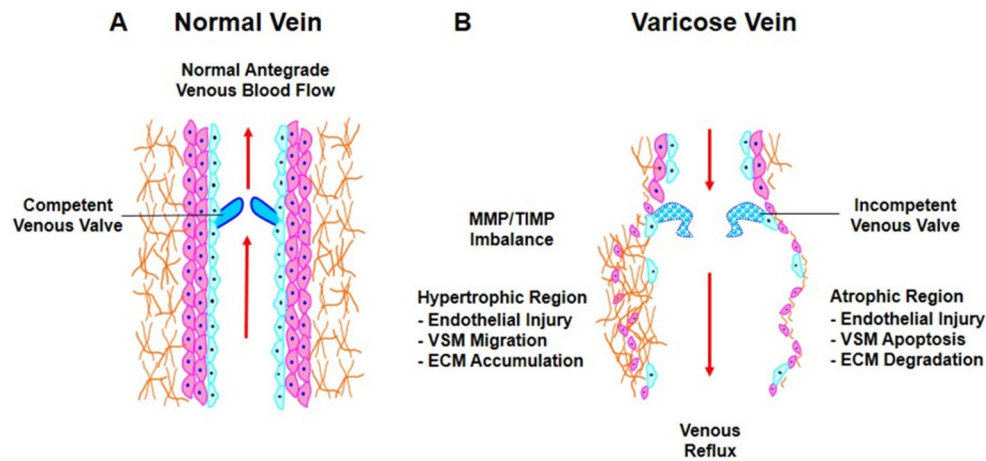 A Normal Vein
Normal Antegrade
Venous Blood Flow
Competent
Venous Valve
B Varicose Vein
MMP/TIMP
Imbalance
Incompetent
Venous Valve
Hypertrophic Region
- Endothelial Injury
- VSM Migration
- ECM Accumulation
Atrophic Region
- Endothelial Injury
- VSM Apoptosis
- ECM Degradation
Venous
Reflux